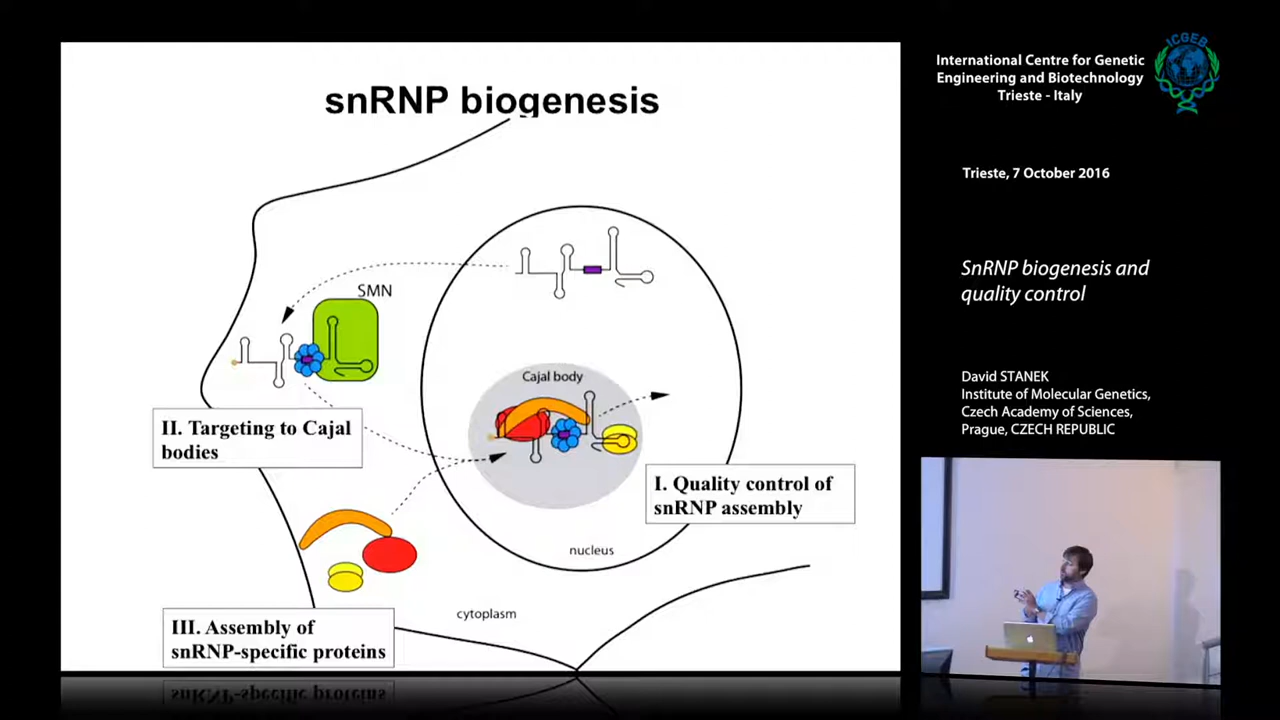 snRNP biogenesis
SMN
Cajal body
II. Targeting to Cajal
bodies
I. Quality control of
snRNP assembly
nucleus
cytoplasm
III. Assembly of
snRNP-specific proteins
International Centre for Genetic
Engineering and Biotechnology
Trieste - Italy
ICGEB
Trieste, 7 October 2016
SnRNP biogenesis and
quality control
David STANEK
Institute of Molecular Genetics,
Czech Academy of Sciences,
Prague, CZECH REPUBLIC